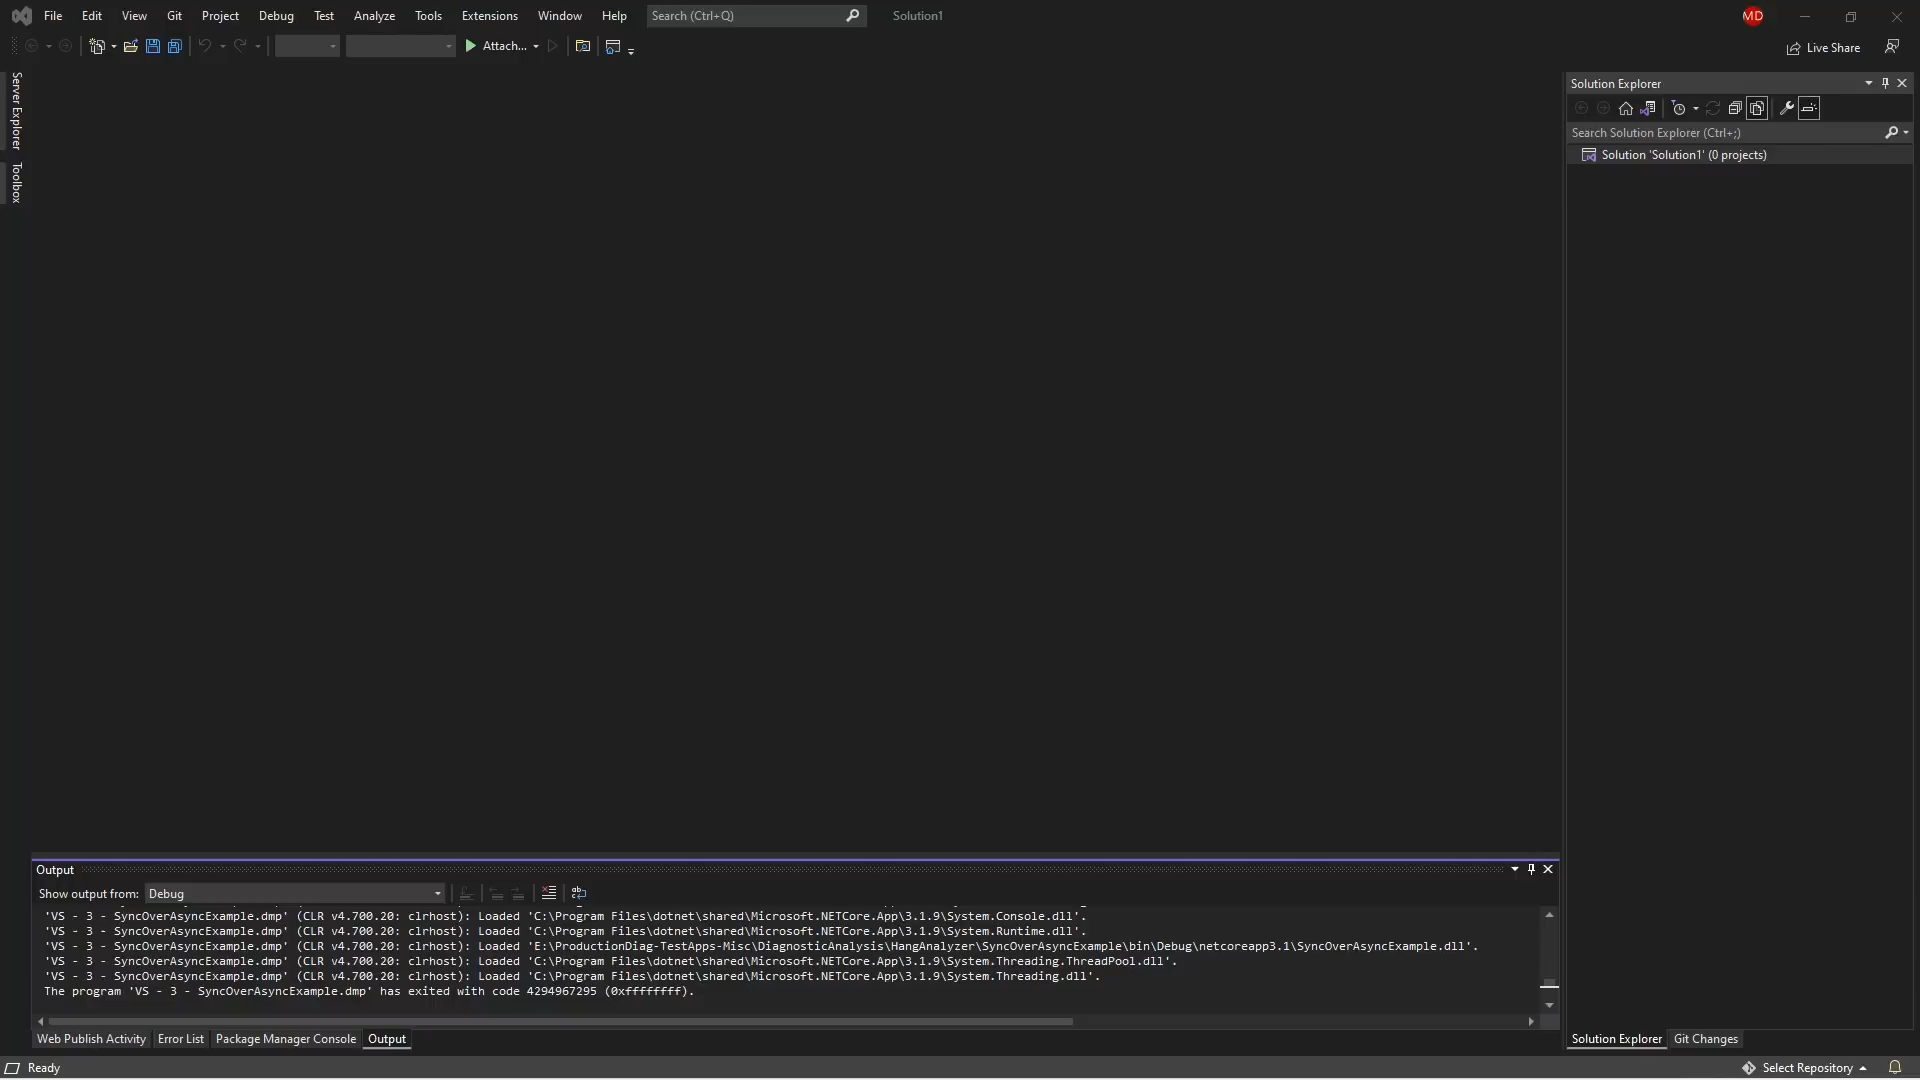 File Edit View Git Project Debug Test Analyze Tools Extensions Window Help Search (Ctrl+Q) Solution1 MD
Attach... Live Share
Server Explorer
Toolbox
Solution Explorer
Search Solution Explorer (Ctrl+;)
Solution 'Solution1' (0 projects)
Output
Show output from: Debug
'VS - 3 - SyncOverAsyncExample.dmp' (CLR v4.700.20: clrhost): Loaded 'C:\Program Files\dotnet\shared\Microsoft.NETCore.App\3.1.9\System.Console.dll'.
'VS - 3 - SyncOverAsyncExample.dmp' (CLR v4.700.20: clrhost): Loaded 'C:\Program Files\dotnet\shared\Microsoft.NETCore.App\3.1.9\System.Runtime.dll'.
'VS - 3 - SyncOverAsyncExample.dmp' (CLR v4.700.20: clrhost): Loaded 'E:\ProductionDiag-TestApps-Misc\DiagnosticAnalysis\HangAnalyzer\SyncOverAsyncExample\bin\Debug\netcoreapp3.1\SyncOverAsyncExample.dll'.
'VS - 3 - SyncOverAsyncExample.dmp' (CLR v4.700.20: clrhost): Loaded 'C:\Program Files\dotnet\shared\Microsoft.NETCore.App\3.1.9\System.Threading.ThreadPool.dll'.
'VS - 3 - SyncOverAsyncExample.dmp' (CLR v4.700.20: clrhost): Loaded 'C:\Program Files\dotnet\shared\Microsoft.NETCore.App\3.1.9\System.Threading.dll'.
The program 'VS - 3 - SyncOverAsyncExample.dmp' has exited with code 4294967295 (0xffffffff).
Web Publish Activity Error List Package Manager Console Output
Solution Explorer Git Changes
Ready Select Repository